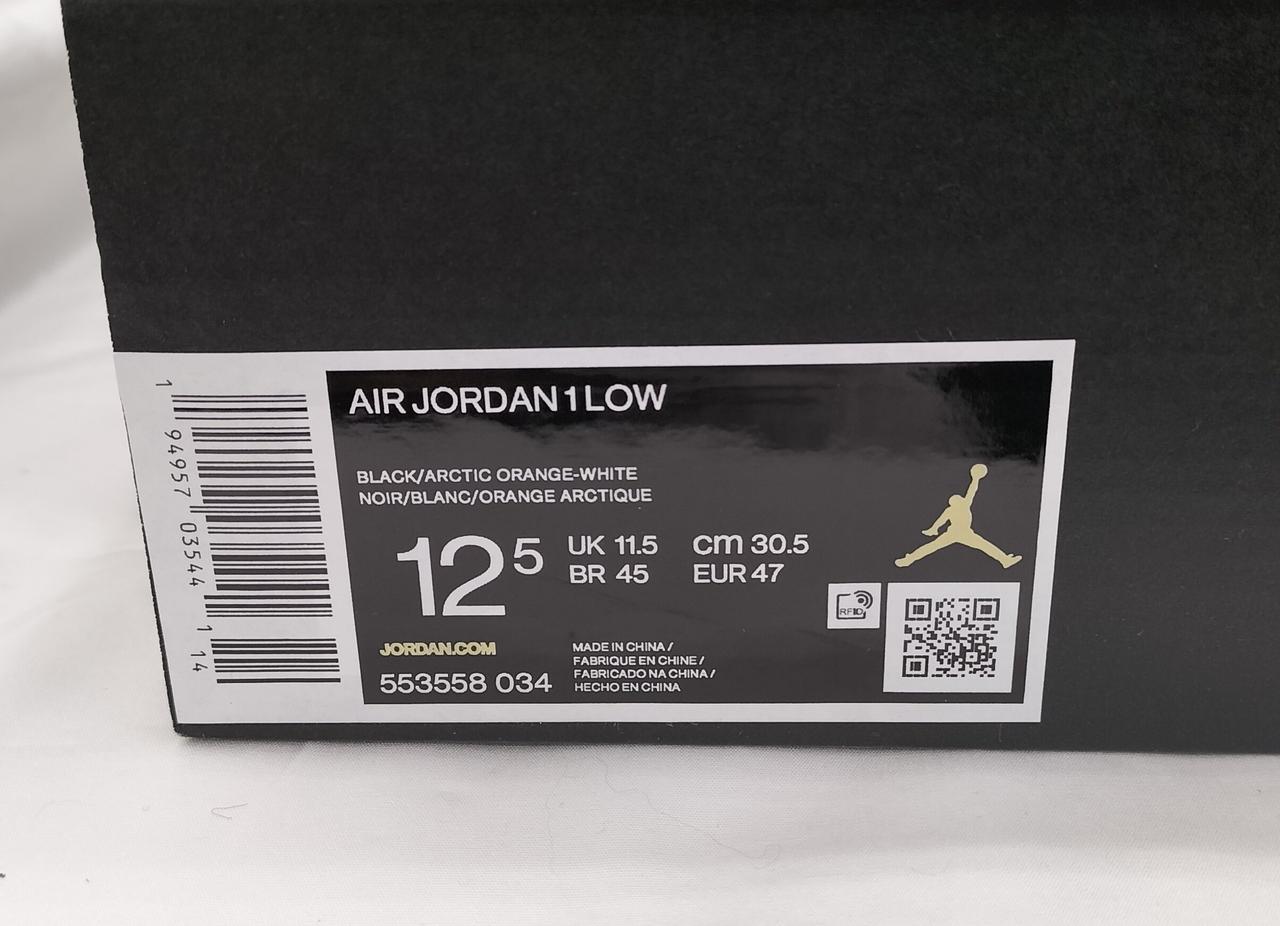 AIR JORDAN 1 LOW
BLACK/ARCTIC ORANGE-WHITE
NOIR/BLANC/ORANGE ARCTIQUE
12 5
UK 11.5 cm 30.5
BR 45 EUR 47
RFID
JORDAN.COM
553558 034
MADE IN CHINA /
FABRIQUE EN CHINE /
FABRICADO NA CHINA /
HECHO EN CHINA
1 94957 03544 1 14